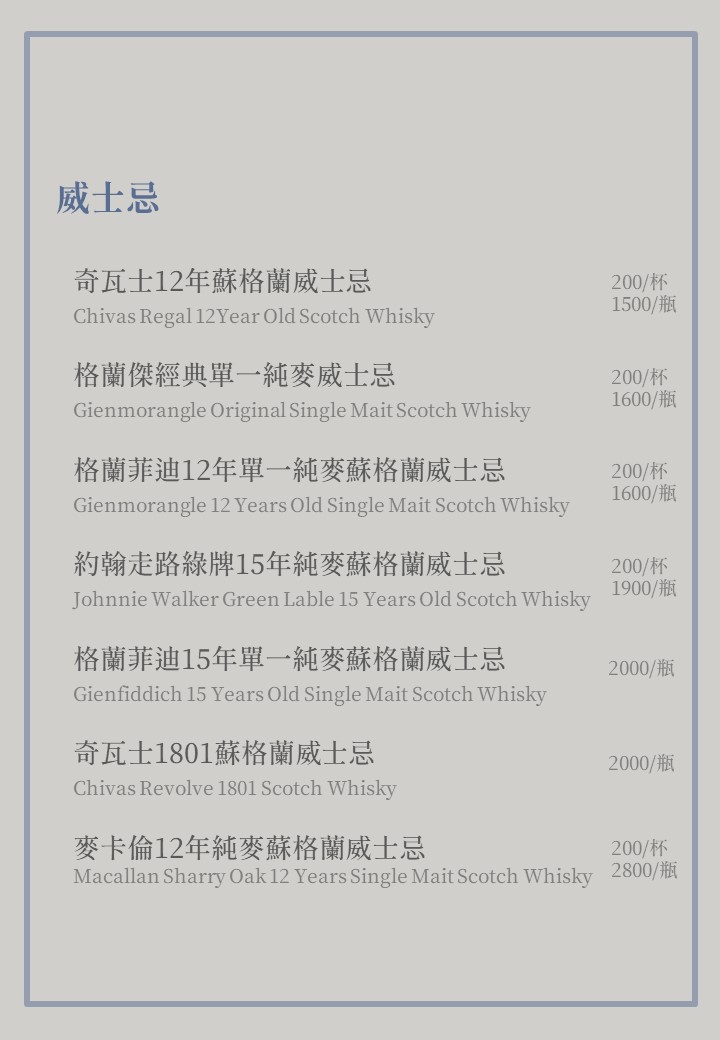 威士忌
奇瓦士12年蘇格蘭威士忌
200/杯
Chivas Regal 12Year Old Scotch Whisky
1500/瓶
格蘭傑經典單一純麥威士忌
200/杯
Gienmorangle Original Single Mait Scotch Whisky
1600/瓶
格蘭菲迪12年單一純麥蘇格蘭威士忌
200/杯
Gienmorangle 12 Years Old Single Mait Scotch Whisky
1600/瓶
約翰走路綠牌15年純麥蘇格蘭威士忌
200/杯
Johnnie Walker Green Lable 15 Years Old Scotch Whisky
1900/瓶
格蘭菲迪15年單一純麥蘇格蘭威士忌
2000/瓶
Gienfiddich 15 Years Old Single Mait Scotch Whisky
奇瓦士1801蘇格蘭威士忌
2000/瓶
Chivas Revolve 1801 Scotch Whisky
麥卡倫12年純麥蘇格蘭威士忌
200/杯
Macallan Sharry Oak 12 Years Single Mait Scotch Whisky
2800/瓶